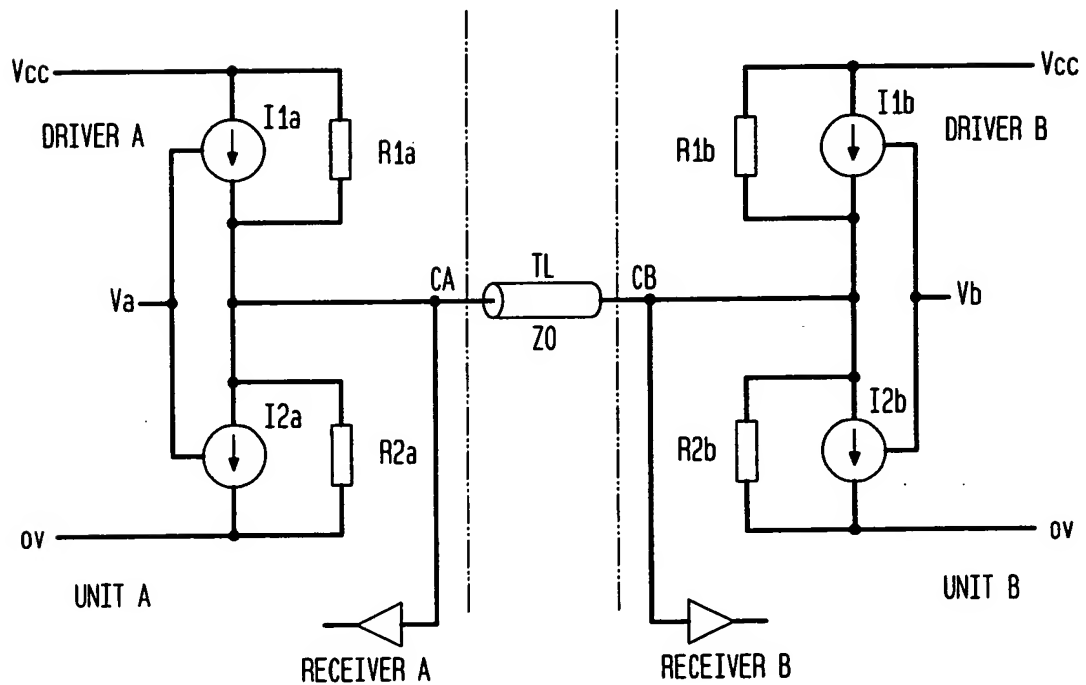 Vcc
I1a
DRIVER A
R1a
Va
CA
I2a
R2a
0V
UNIT A
RECEIVER A
TL
Z0
CB
Vcc
I1b
DRIVER B
R1b
Vb
I2b
R2b
0V
UNIT B
RECEIVER B